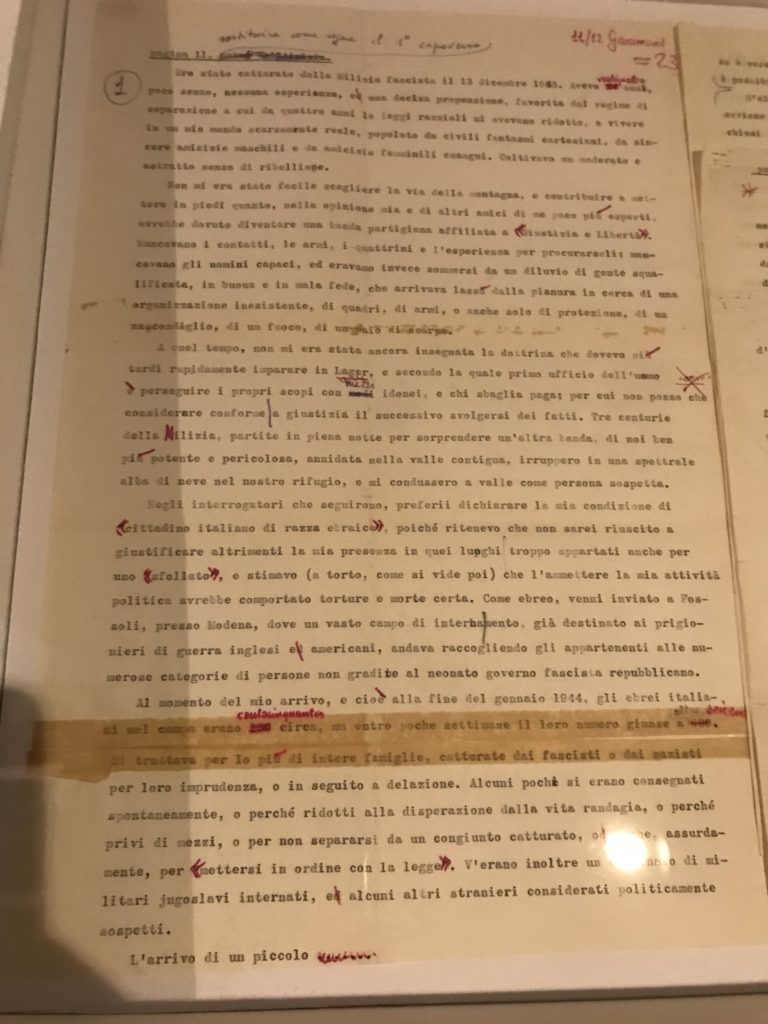 sostituire come segue il 1° capoverso
11/12 Garamond
= 23
pagina 11.
1
Ero stato catturato dalla Milizia fascista il 13 dicembre 1943. Avevo ventiquattro anni,
poco senno, nessuna esperienza, e una decisa propensione, favorita dal regime di
separazione a cui da quattro anni le leggi razziali mi avevano ridotto, a vivere
in un mio mondo scarsamente reale, popolato da civili fantasmi cartesiani, da sin-
cere amicizie maschili e da amicizie femminili esangui. Coltivavo un moderato e
astratto senso di ribellione.
Non mi era stato facile scegliere la via della montagna, e contribuire a met-
tere in piedi quanto, nella opinione mia e di altri amici di me poco più esperti,
avrebbe dovuto diventare una banda partigiana affiliata a «Giustizia e Libertà».
Mancavano i contatti, le armi, i quattrini e l'esperienza per procurarseli; man-
cavano gli uomini capaci, ed eravamo invece sommersi da un diluvio di gente squa-
lificata, in buona e in mala fede, che arrivava lassù dalla pianura in cerca di una
organizzazione inesistente, di quadri, di armi, o anche solo di protezione, di un
nascondiglio, di un fuoco, di un paio di scarpe.
A quel tempo, non mi era stata ancora insegnata la dottrina che dovevo più
tardi rapidamente imparare in Lager, e secondo la quale primo ufficio dell'uomo
è perseguire i propri scopi con mezzi idonei, e chi sbaglia paga; per cui non posso che
considerare conforme a giustizia il successivo svolgersi dei fatti. Tre centurie
della Milizia, partite in piena notte per sorprendere un'altra banda, di noi ben
più potente e pericolosa, annidata nella valle contigua, irruppero in una spettrale
alba di neve nel nostro rifugio, e mi condussero a valle come persona sospetta.
Negli interrogatori che seguirono, preferii dichiarare la mia condizione di
«cittadino italiano di razza ebraica», poiché ritenevo che non sarei riuscito a
giustificare altrimenti la mia presenza in quei luoghi troppo appartati anche per
uno «sfollato», e stimavo (a torto, come si vide poi) che l'ammettere la mia attività
politica avrebbe comportato torture e morte certa. Come ebreo, venni inviato a Fos-
soli, presso Modena, dove un vasto campo di internamento, già destinato ai prigio-
nieri di guerra inglesi e americani, andava raccogliendo gli appartenenti alle nu-
merose categorie di persone non gradite al neonato governo fascista repubblicano.
Al momento del mio arrivo, e cioè alla fine del gennaio 1944, gli ebrei italia-
ni nel campo erano centocinquanta circa, ma entro poche settimane il loro numero giunse a oltre seicento.
Si trattava per lo più di intere famiglie, catturate dai fascisti o dai nazisti
per loro imprudenza, o in seguito a delazione. Alcuni pochi si erano consegnati
spontaneamente, o perché ridotti alla disperazione dalla vita randagia, o perché
privi di mezzi, o per non separarsi da un congiunto catturato, o assurda-
mente, per «mettersi in ordine con la legge». V'erano inoltre un di mi-
litari jugoslavi internati, e alcuni altri stranieri considerati politicamente
sospetti.
L'arrivo di un piccolo